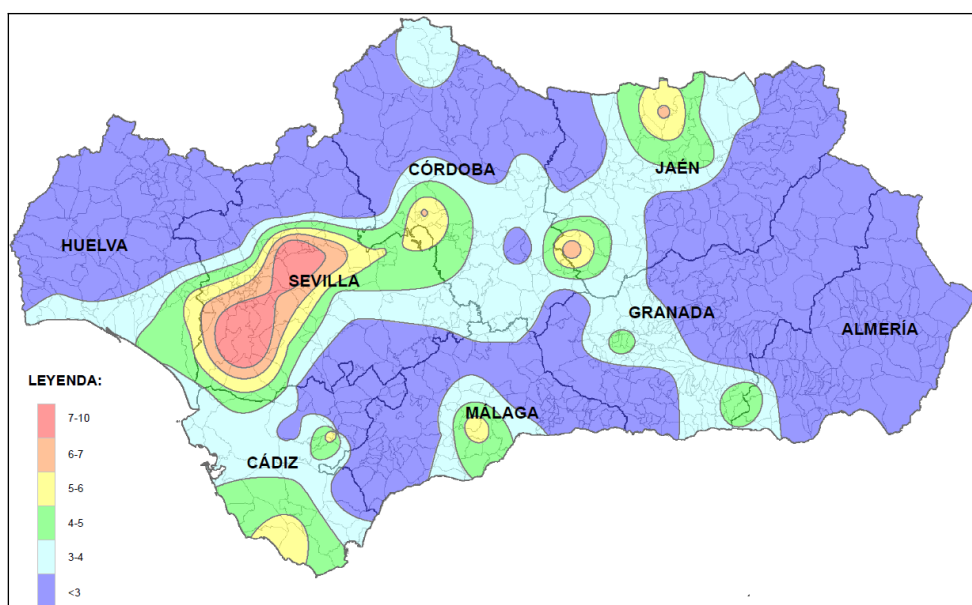 CÓRDOBA
JAÉN
HUELVA
SEVILLA
GRANADA
ALMERÍA
LEYENDA:
MÁLAGA
CÁDIZ
7-10
6-7
5-6
4-5
3-4
<3